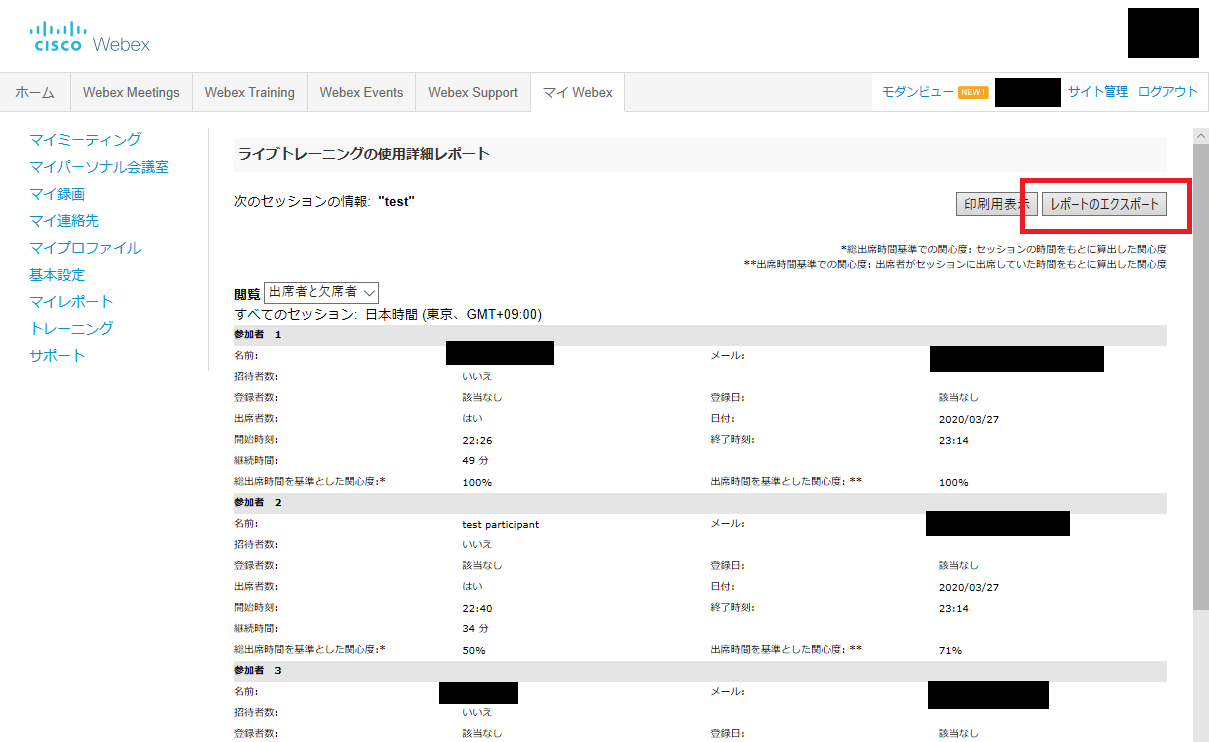 CISCO Webex
ホーム Webex Meetings Webex Training Webex Events Webex Support マイ Webex モダンビュー NEW! サイト管理 ログアウト
マイミーティング
マイパーソナル会議室
マイ録画
マイ連絡先
マイプロファイル
基本設定
マイレポート
トレーニング
サポート
ライブトレーニングの使用詳細レポート
次のセッションの情報: "test"
印刷用表示 レポートのエクスポート
*総出席時間基準での関心度; セッションの時間をもとに算出した関心度
**出席時間基準での関心度; 出席者がセッションに出席していた時間をもとに算出した関心度
閲覧 出席者と欠席者
すべてのセッション: 日本時間 (東京、GMT+09:00)
参加者 1
名前: メール:
招待者数: いいえ
登録者数: 該当なし 登録日: 該当なし
出席者数: はい 日付: 2020/03/27
開始時刻: 22:26 終了時刻: 23:14
継続時間: 49 分
総出席時間を基準とした関心度:* 100% 出席時間を基準とした関心度: ** 100%
参加者 2
名前: test participant メール:
招待者数: いいえ
登録者数: 該当なし 登録日: 該当なし
出席者数: はい 日付: 2020/03/27
開始時刻: 22:40 終了時刻: 23:14
継続時間: 34 分
総出席時間を基準とした関心度:* 50% 出席時間を基準とした関心度: ** 71%
参加者 3
名前: メール:
招待者数: いいえ
登録者数: 該当なし 登録日: 該当なし